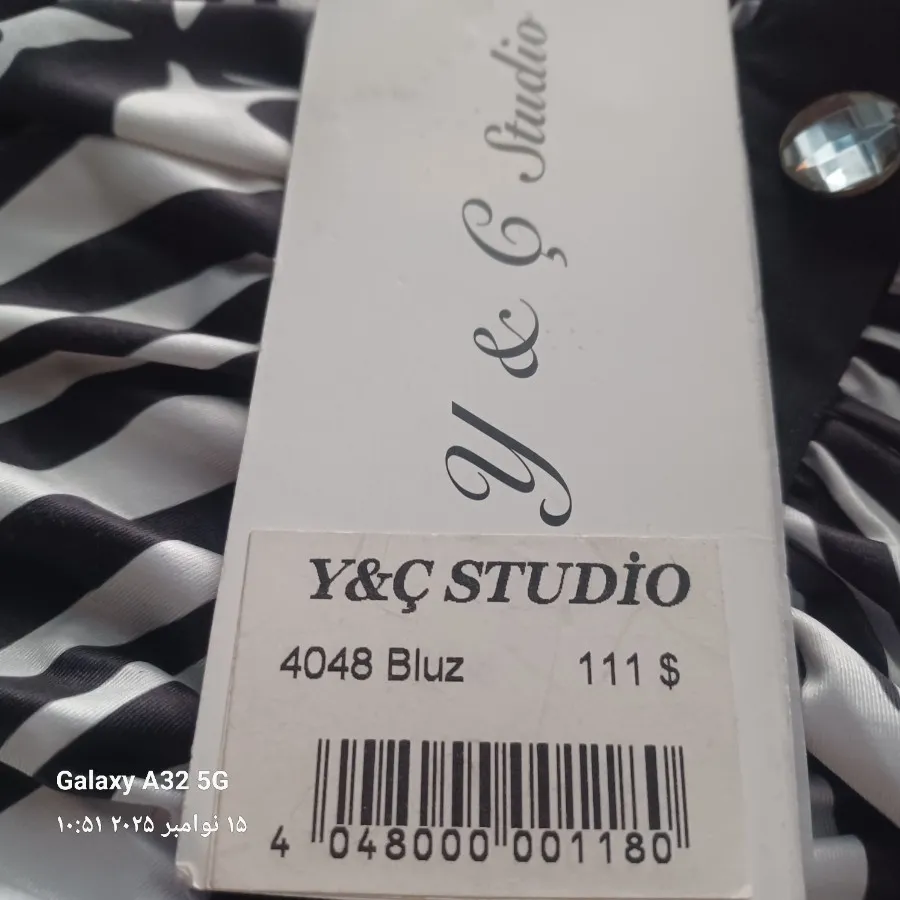 Y & Ç Studio
Y&Ç STUDİO
4048 Bluz 111 $
4 048000 001180
Galaxy A32 5G
۱۵ نوامبر ۲۰۲۵ ۱۰:۵۱